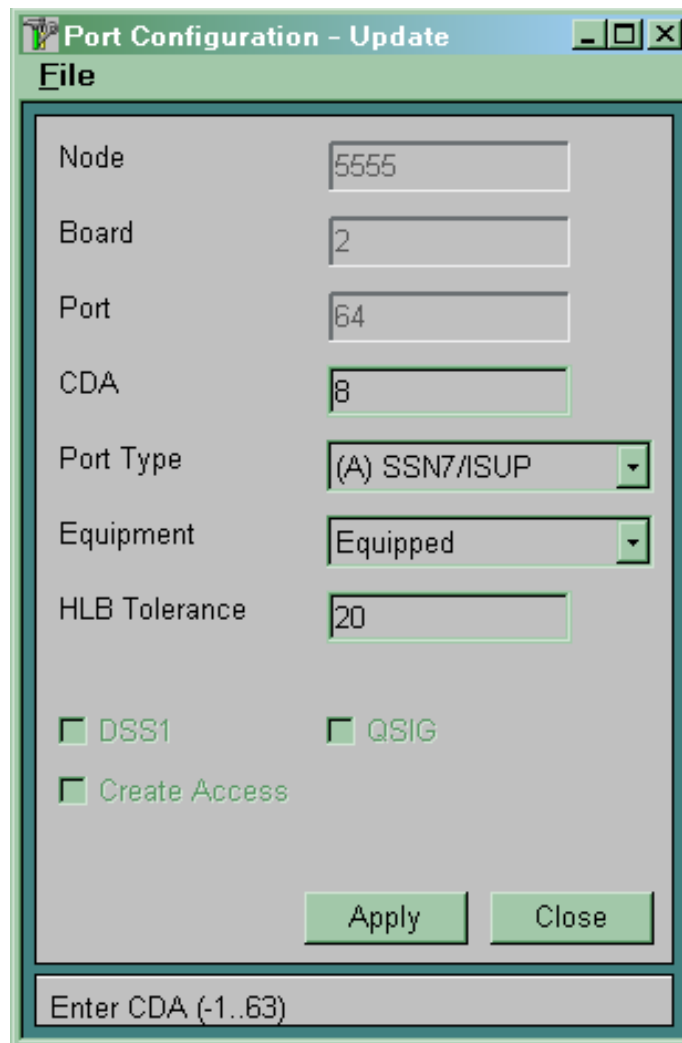 Port Configuration - Update
File
Node 5555
Board 2
Port 64
CDA 8
Port Type (A) SSN7/ISUP
Equipment Equipped
HLB Tolerance 20
DSS1 QSIG
Create Access
Apply Close
Enter CDA (-1..63)